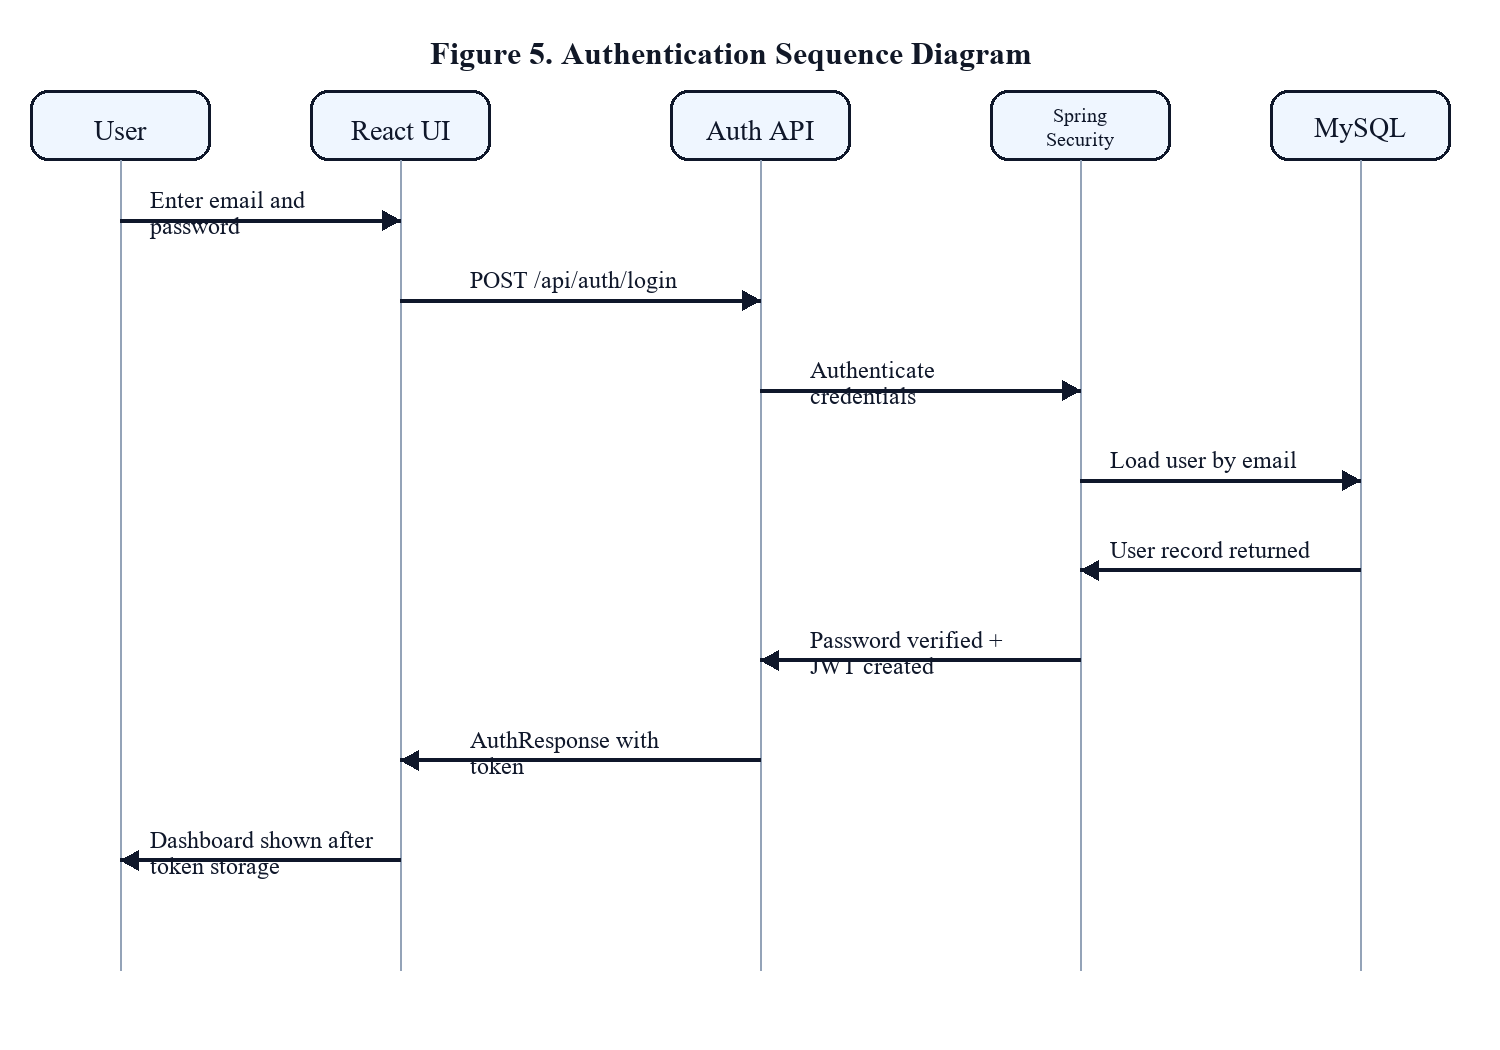 Figure 5. Authentication Sequence Diagram
User
React UI
Auth API
Spring
Security
MySQL
Enter email and
password
POST /api/auth/login
Authenticate
credentials
Load user by email
User record returned
Password verified +
JWT created
AuthResponse with
token
Dashboard shown after
token storage